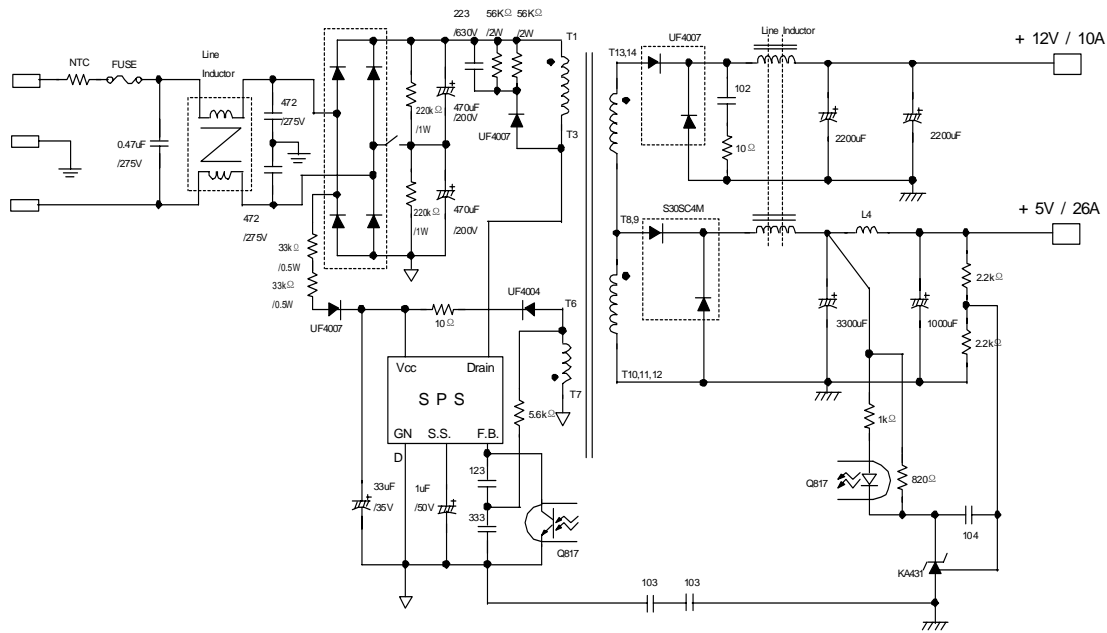 223
/630V
56KΩ
/2W
56KΩ
/2W
T1
T3
NTC
FUSE
Line
Inductor
472
/275V
0.47uF
/275V
472
/275V
220kΩ
/1W
220kΩ
/1W
470uF
/200V
470uF
/200V
UF4007
33kΩ
/0.5W
33kΩ
/0.5W
UF4007
10Ω
UF4004
T6
T7
Vcc
Drain
SPS
GN
D
S.S.
F.B.
5.6kΩ
33uF
/35V
1uF
/50V
123
333
Q817
T13,14
UF4007
Line Inductor
+ 12V / 10A
102
10Ω
2200uF
2200uF
T8,9
S30SC4M
L4
+ 5V / 26A
2.2kΩ
2.2kΩ
3300uF
1000uF
T10,11,12
1kΩ
Q817
820Ω
104
KA431
103
103